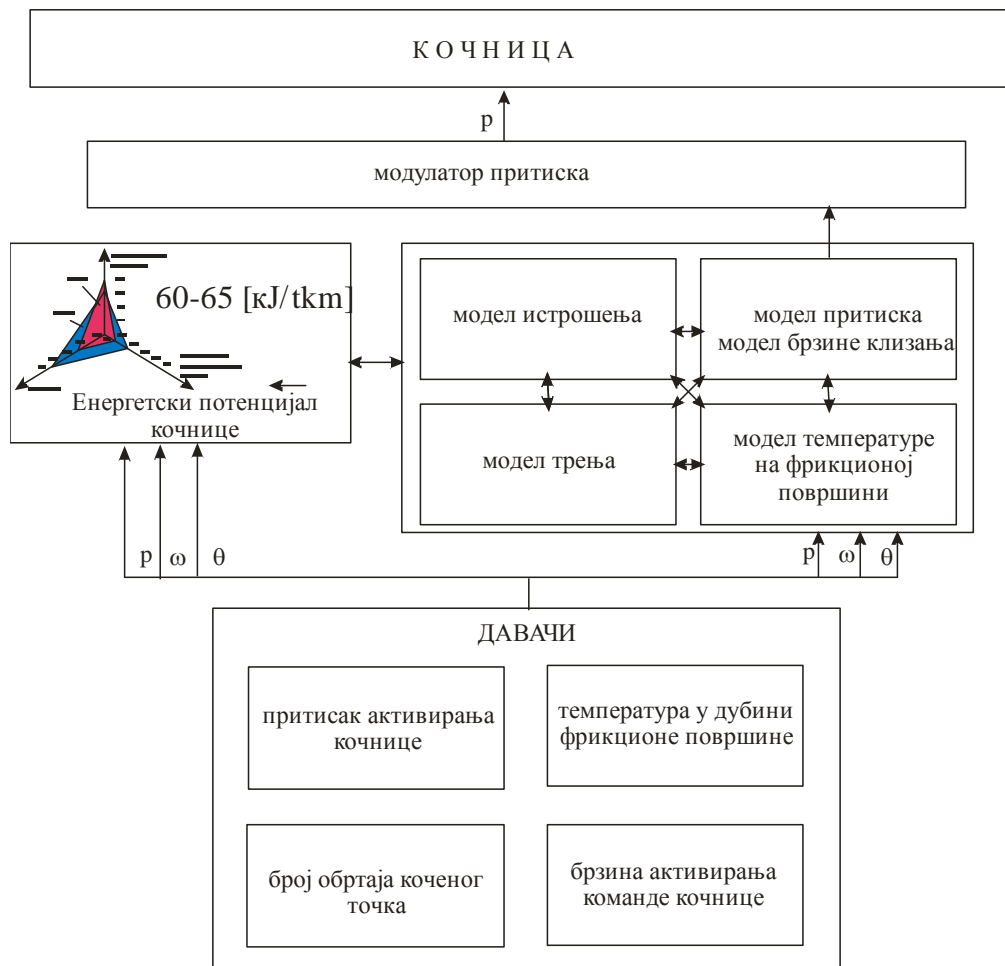 К О Ч Н И Ц А
p
модулатор притиска
60-65 [кJ/tkm]
Енергетски потенцијал
кочнице
модел истрошења
модел притиска
модел брзине клизања
модел трења
модел температуре
на фрикционој
површини
p ω θ
p ω θ
ДАВАЧИ
притисак активирања
кочнице
температура у дубини
фрикционе површине
број обртаја коченог
точка
брзина активирања
команде кочнице